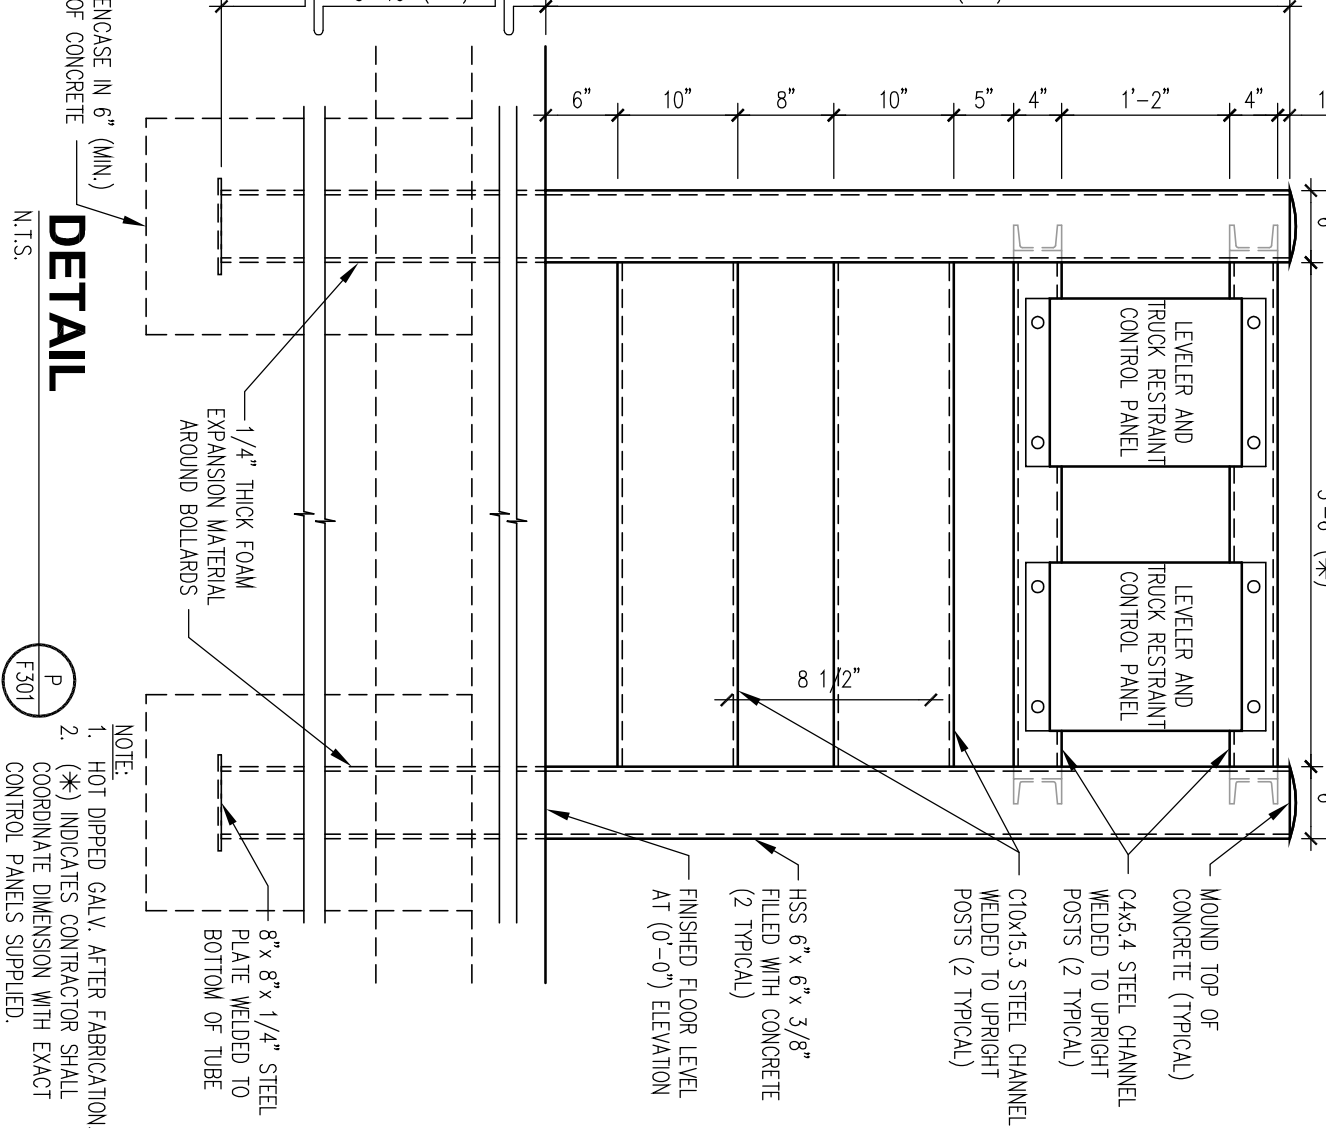 6"
10"
8"
10"
5"
4"
1'-2"
4"
8 1/2"
LEVELER AND
TRUCK RESTRAINT
CONTROL PANEL
LEVELER AND
TRUCK RESTRAINT
CONTROL PANEL
MOUND TOP OF
CONCRETE (TYPICAL)
C4x5.4 STEEL CHANNEL
WELDED TO UPRIGHT
POSTS (2 TYPICAL)
C10x15.3 STEEL CHANNEL
WELDED TO UPRIGHT
POSTS (2 TYPICAL)
HSS 6"x 6"x 3/8"
FILLED WITH CONCRETE
(2 TYPICAL)
FINISHED FLOOR LEVEL
AT (0'-0") ELEVATION
8"x 8"x 1/4" STEEL
PLATE WELDED TO
BOTTOM OF TUBE
1/4" THICK FOAM
EXPANSION MATERIAL
AROUND BOLLARDS
ENCASE IN 6" (MIN.)
OF CONCRETE
DETAIL
N.T.S.
P
F301
NOTE:
1. HOT DIPPED GALV. AFTER FABRICATION.
2. (*) INDICATES CONTRACTOR SHALL
COORDINATE DIMENSION WITH EXACT
CONTROL PANELS SUPPLIED.